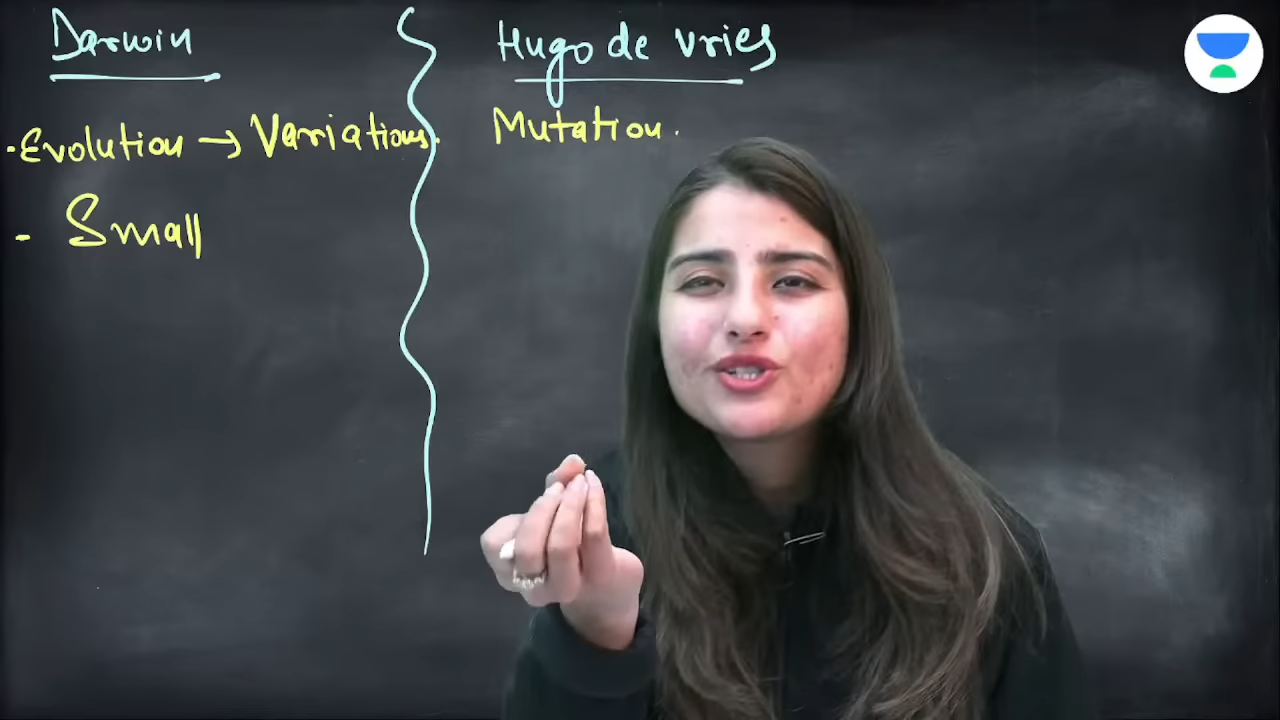 Darwin
Hugo de vries
.Evolution → Variations.
Mutation.
- Small